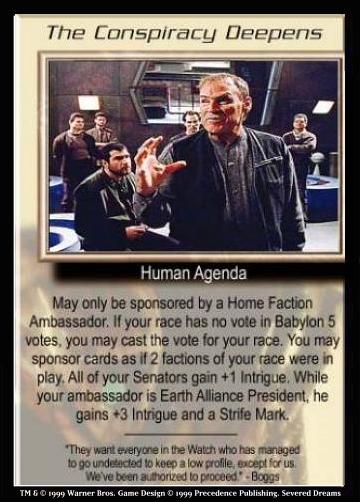 The Conspiracy Deepens
Human Agenda
May only be sponsored by a Home Faction
Ambassador. If your race has no vote in Babylon 5
votes, you may cast the vote for your race. You may
sponsor cards as if 2 factions of your race were in
play. All of your Senators gain +1 Intrigue. While
your ambassador is Earth Alliance President, he
gains +3 Intrigue and a Strife Mark.
"They want everyone in the Watch who has managed
to go undetected to keep a low profile, except for us.
We've been authorized to proceed." - Boggs
TM & © 1999 Warner Bros. Game Design © 1999 Precedence Publishing. Severed Dreams